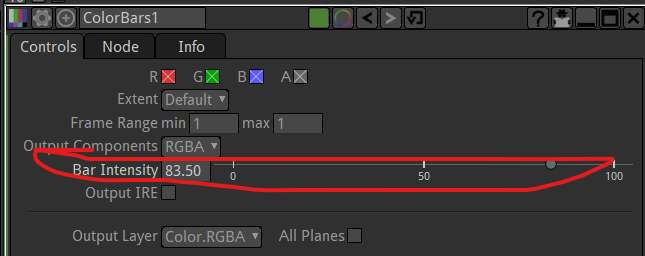 ColorBars1
Controls Node Info
R G B A
Extent Default
Frame Range min 1 max 1
Output Components RGBA
Bar Intensity 83.50 0 50 100
Output IRE
Output Layer Color.RGBA All Planes